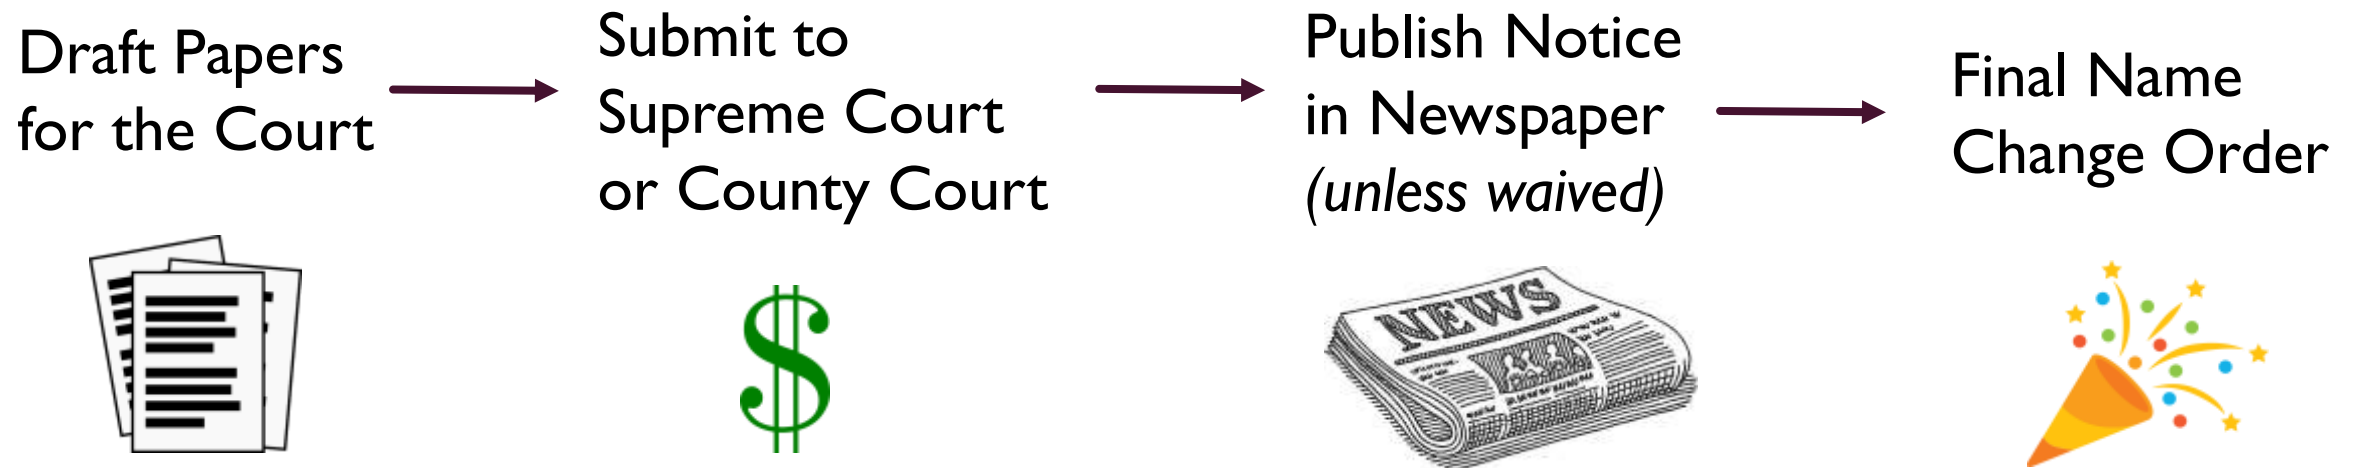 Draft Papers
for the Court
Submit to
Supreme Court
or County Court
Publish Notice
in Newspaper
(unless waived)
Final Name
Change Order
NEWS